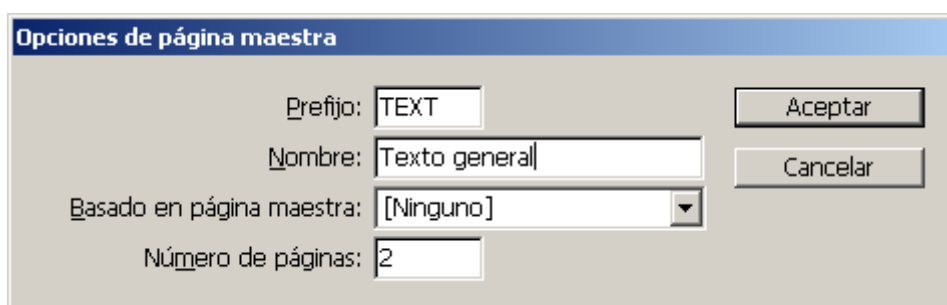 Opciones de página maestra
Prefijo: TEXT
Aceptar
Nombre: Texto general
Cancelar
Basado en página maestra: [Ninguno]
Número de páginas: 2